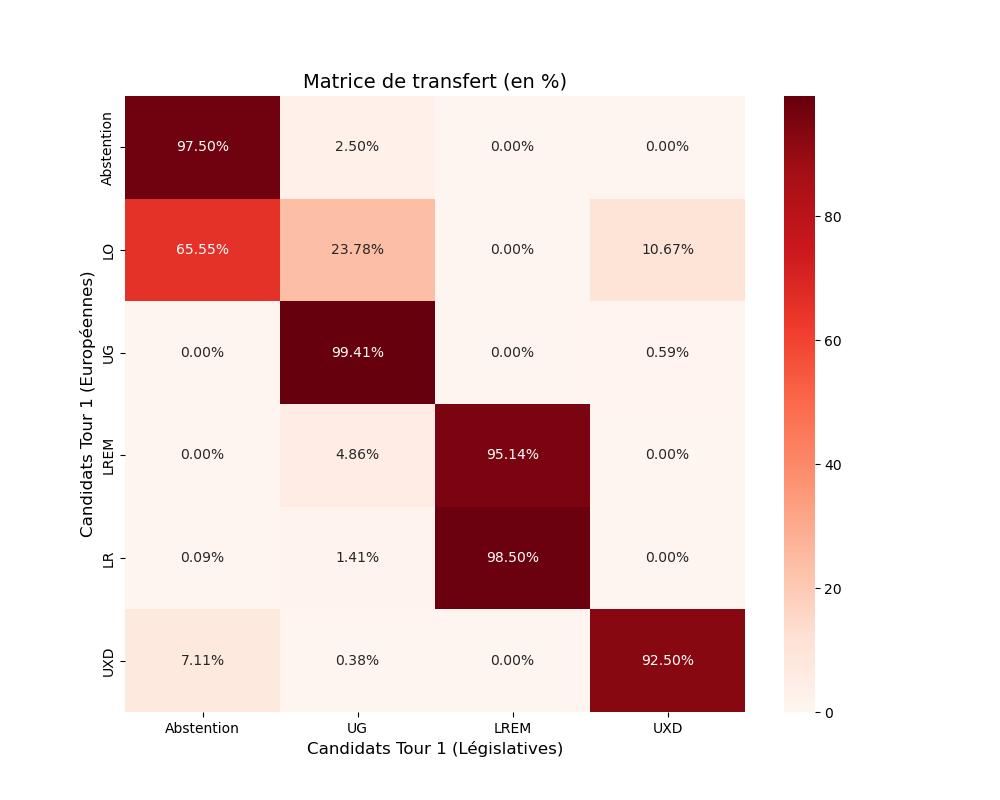 Matrice de transfert (en %)
Candidats Tour 1 (Européennes)
Abstention 97.50% 2.50% 0.00% 0.00%
LO 65.55% 23.78% 0.00% 10.67%
UG 0.00% 99.41% 0.00% 0.59%
LREM 0.00% 4.86% 95.14% 0.00%
LR 0.09% 1.41% 98.50% 0.00%
UXD 7.11% 0.38% 0.00% 92.50%
Abstention UG LREM UXD
Candidats Tour 1 (Législatives)
80
60
40
20
0